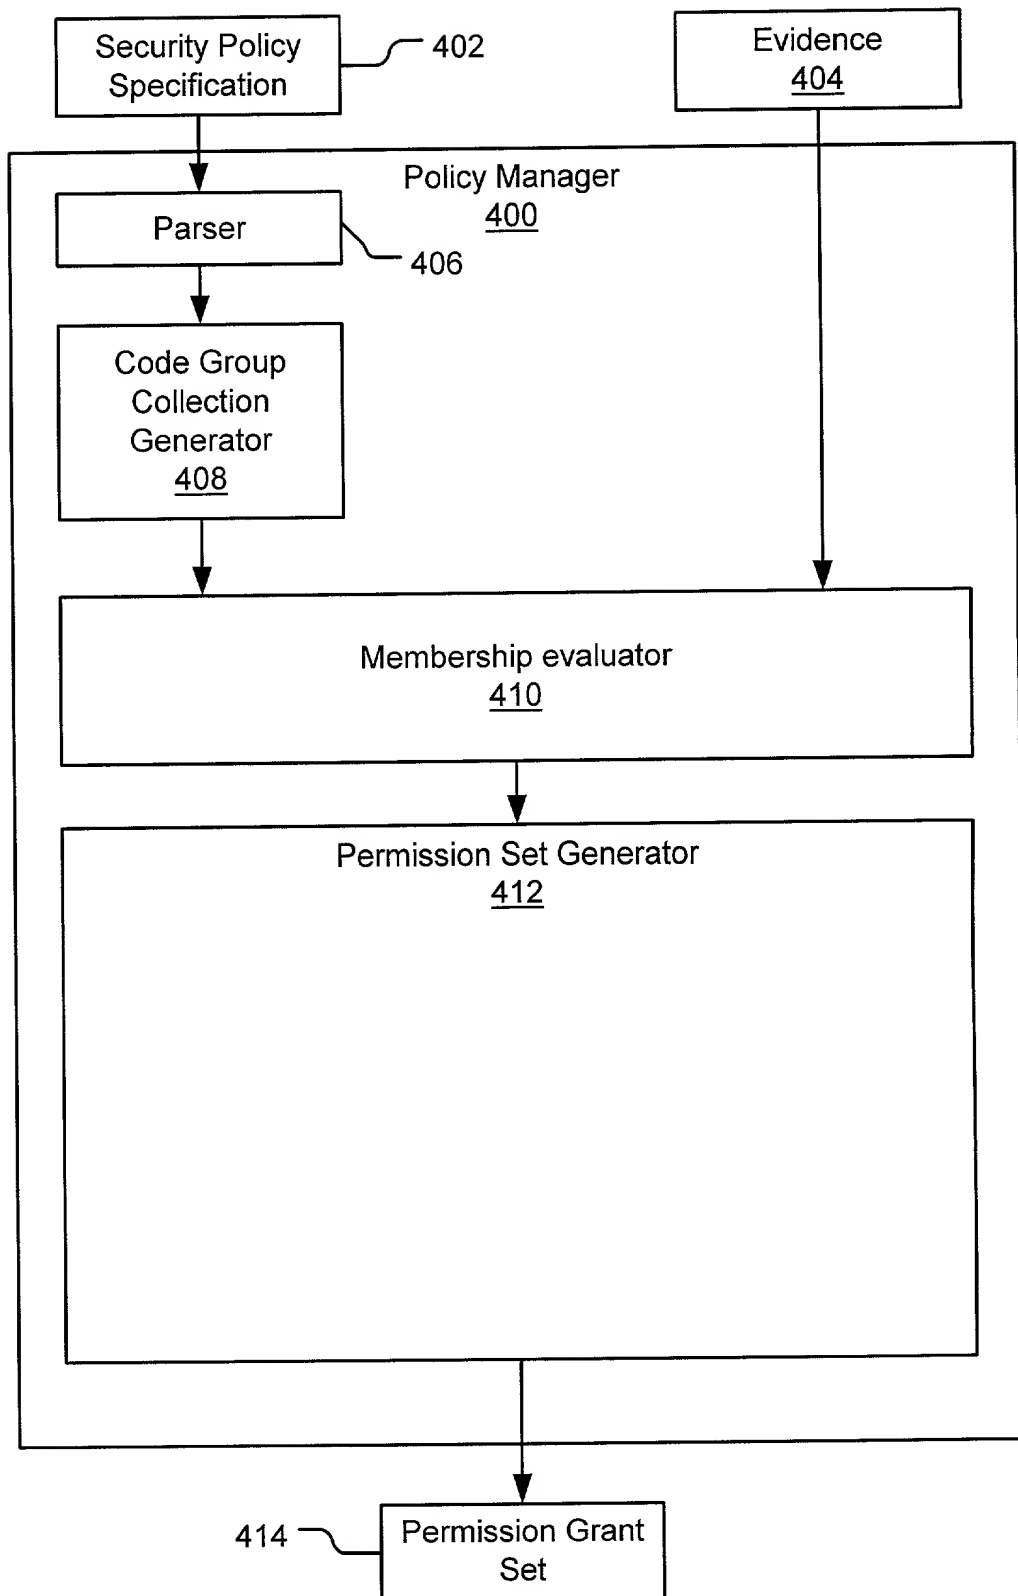 Security Policy
Specification
402
Evidence
404
Policy Manager
400
Parser
406
Code Group
Collection
Generator
408
Membership evaluator
410
Permission Set Generator
412
414
Permission Grant
Set